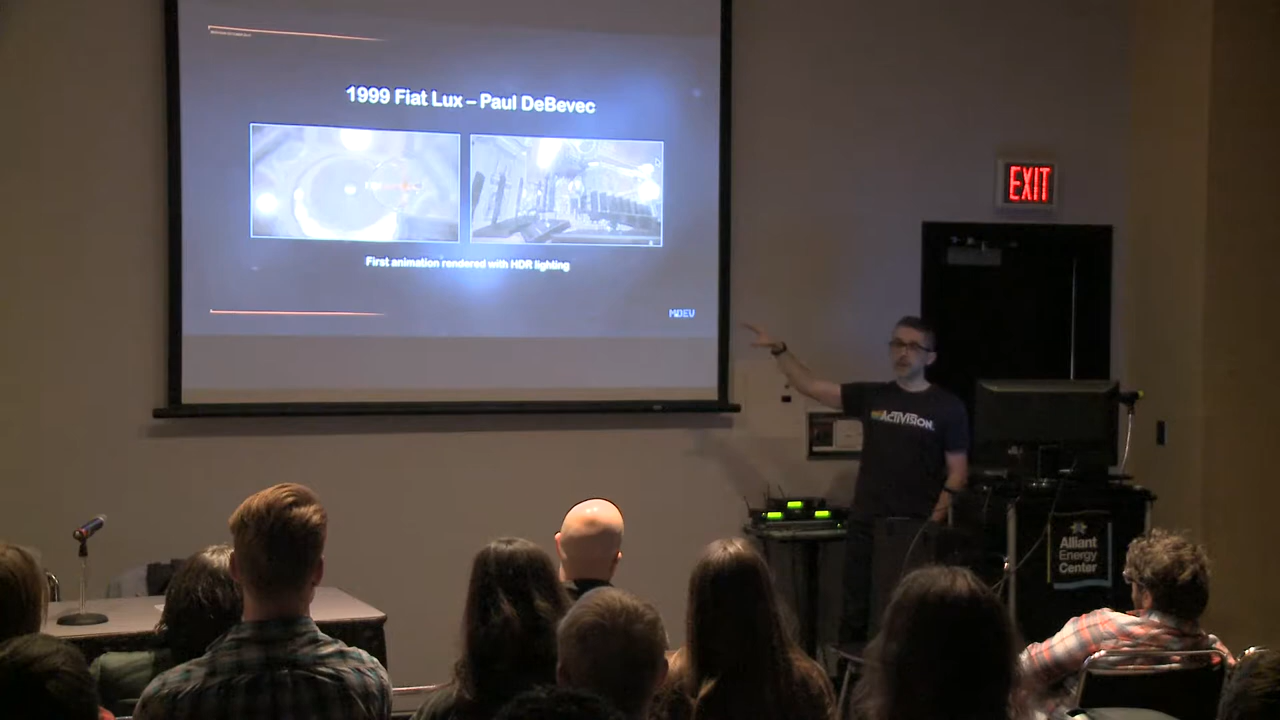 1999 Fiat Lux – Paul DeBevec
First animation rendered with HDR lighting
MDEV
EXIT
ACTIVISION
Alliant
Energy
Center